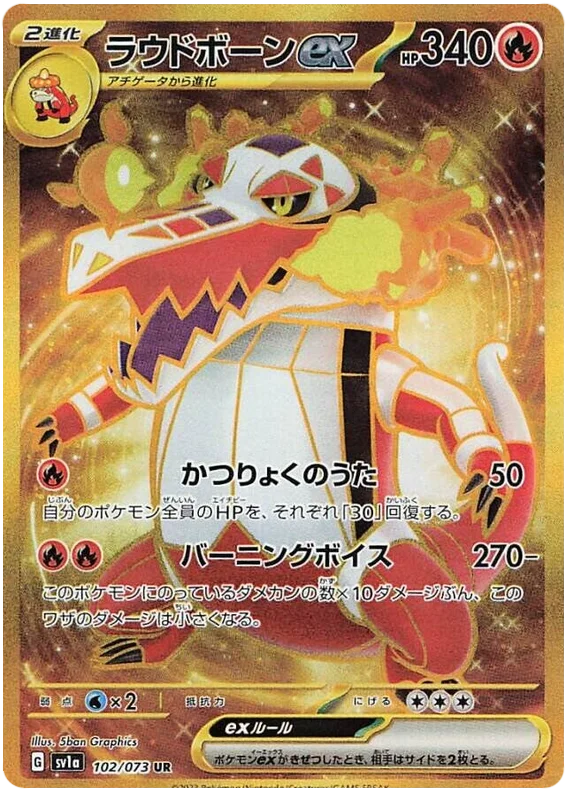 2進化
ラウドボーンex HP340
アチゲータから進化
かつりょくのうた 50
自分のポケモン全員のHPを、それぞれ「30」回復する。
バーニングボイス 270-
このポケモンにのっているダメカンの数×10ダメージぶん、この
ワザのダメージは小さくなる。
弱点 ×2 抵抗力 にげる
exルール
ポケモンexがきぜつしたとき、相手はサイドを2枚とる。
Illus. 5ban Graphics
G sv1a 102/073 UR
©2023 Pokémon/Nintendo/Creatures/GAME FREAK